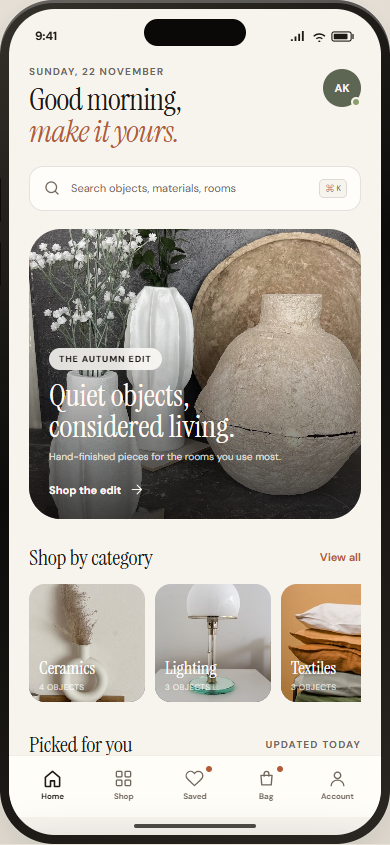 9:41
SUNDAY, 22 NOVEMBER
Good morning,
make it yours.
AK
Search objects, materials, rooms
⌘ K
THE AUTUMN EDIT
Quiet objects,
considered living.
Hand-finished pieces for the rooms you use most.
Shop the edit →
Shop by category
View all
Ceramics
4 OBJECTS
Lighting
3 OBJECTS
Textiles
3 OBJECTS
Picked for you
UPDATED TODAY
Home
Shop
Saved
Bag
Account